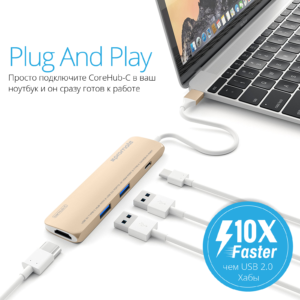 Plug And Play
Просто подключите CoreHub-C в ваш
ноутбук и он сразу готов к работе
10X
Faster
чем USB 2.0
Хабы